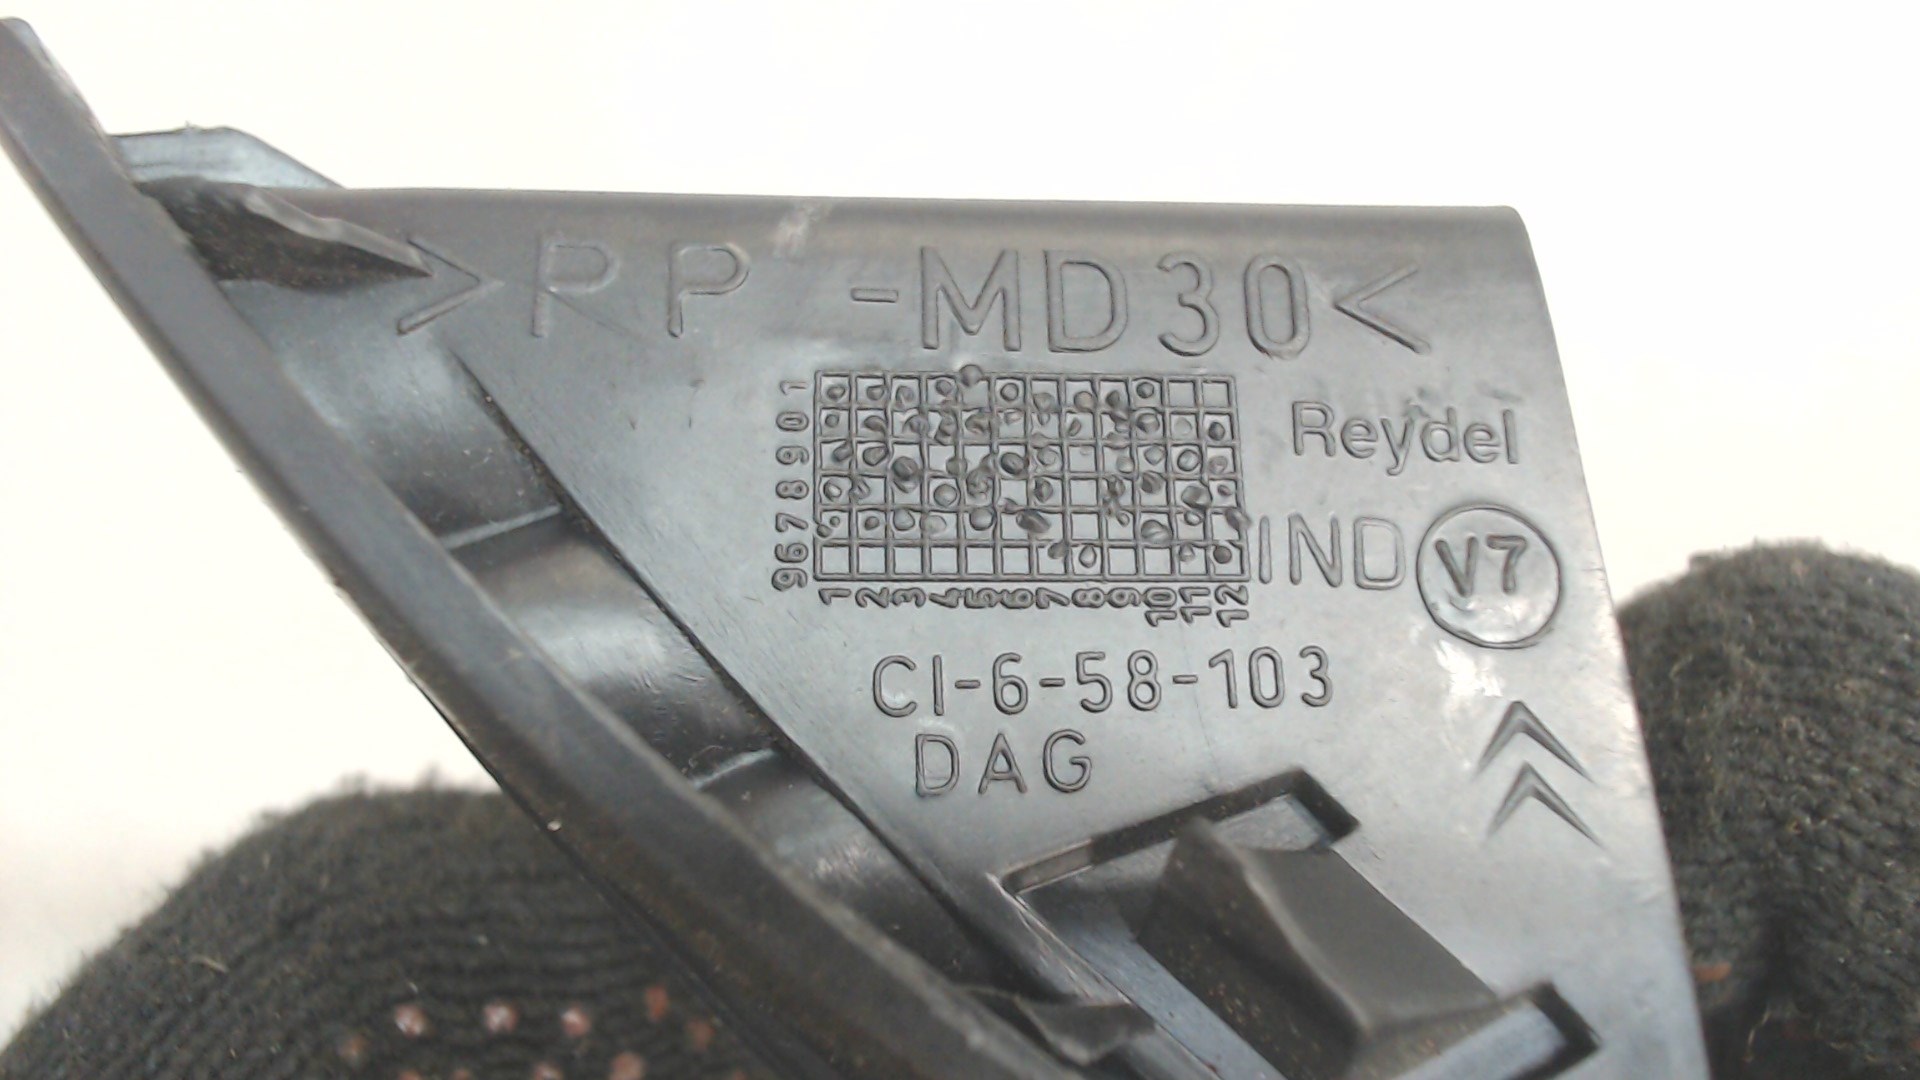 >PP-MD30<
1
0
9
8
7
96
1 2 3 4 5 6 7 8 9 10 11 12
Reydel
IND V7
CI-6-58-103
DAG